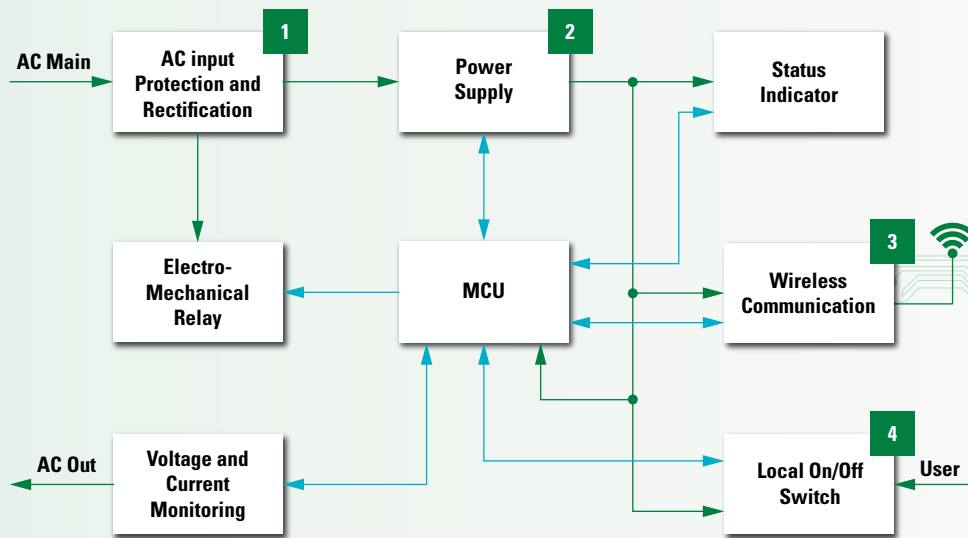 1
2
AC Main
AC input
Protection and
Rectification
Power
Supply
Status
Indicator
3
Electro-
Mechanical
Relay
MCU
Wireless
Communication
4
AC Out
Voltage and
Current
Monitoring
Local On/Off
Switch
User